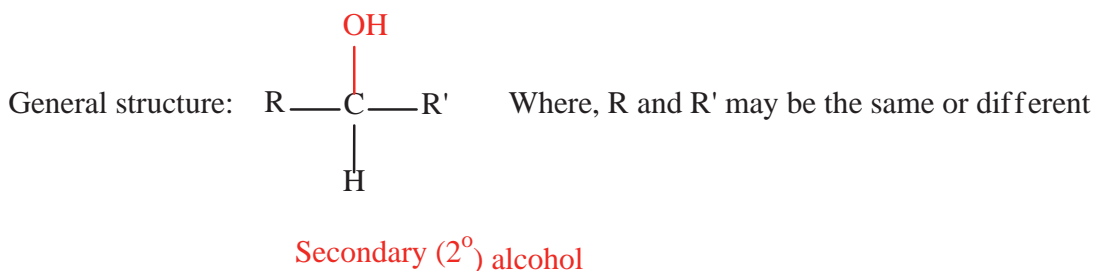 OH
General structure: R C R' Where, R and R' may be the same or different
H
Secondary (2°) alcohol